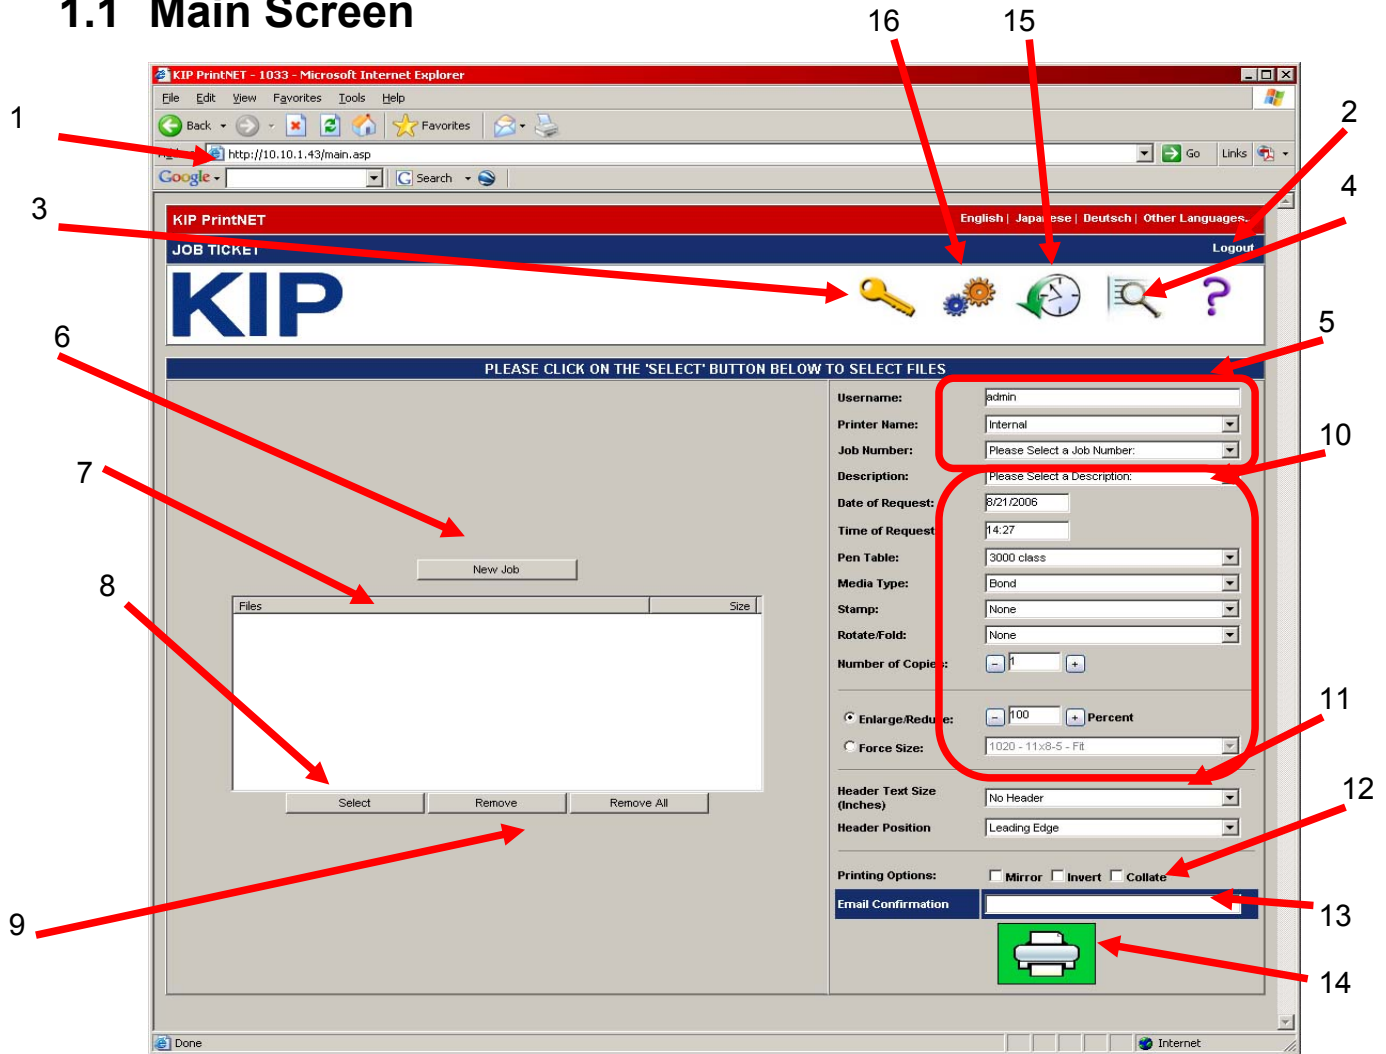 1.1 Main Screen
16 15
KIP PrintNET - 1033 - Microsoft Internet Explorer
File Edit View Favorites Tools Help
1
2
Back Favorites
http://10.10.1.43/main.asp Go Links
Google Search
4
3
KIP PrintNET English | Japanese | Deutsch | Other Languages..
JOB TICKET Logout
KIP ?
5
6
PLEASE CLICK ON THE 'SELECT' BUTTON BELOW TO SELECT FILES
Username: admin
Printer Name: Internal
10
Job Number: Please Select a Job Number:
7
Description: Please Select a Description:
Date of Request: 8/21/2006
Time of Request 14:27
Pen Table: 3000 class
New Job
8
Media Type: Bond
Files Size
Stamp: None
Rotate/Fold: None
Number of Copies: - 1 +
11
Enlarge/Reduce: - 100 + Percent
Force Size: 1020 - 11x8-5 - Fit
12
Header Text Size
(Inches) No Header
Select Remove Remove All
Header Position Leading Edge
Printing Options: Mirror Invert Collate
Email Confirmation
13
9
14
Done Internet